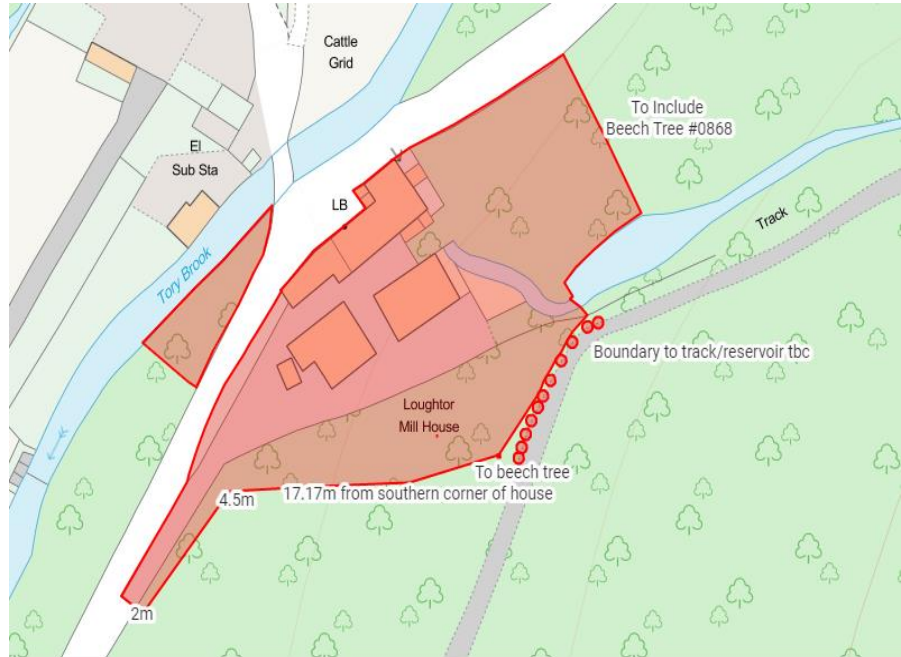 Cattle
Grid
To Include
Beech Tree #0868
El
Sub Sta
LB
Track
Tory Brook
Boundary to track/reservoir tbc
Loughtor
Mill House
To beech tree
17.17m from southern corner of house
4.5m
2m